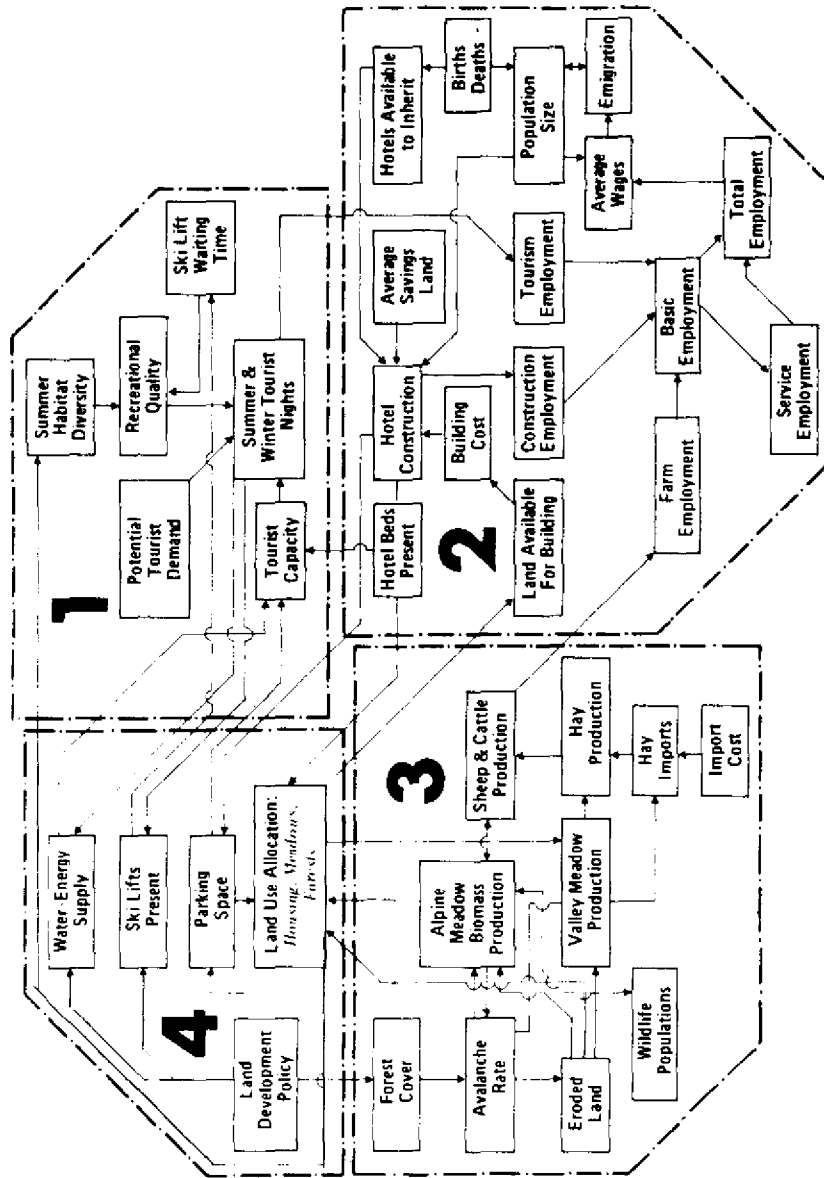 1
Potential
Tourist
Demand
Summer
Habitat
Diversity
Recreational
Quality
Ski Lift
Waiting
Time
Tourist
Capacity
Summer &
Winter Tourist
Nights
2
Hotel Beds
Present
Hotel
Construction
Average
Savings
Land
Hotels Available
to Inherit
Births
Deaths -
Land Available
For Building
Building
Cost
Construction
Employment
Tourism
Employment
Population
Size
Average
Wages
Emigration
Farm
Employment
Basic
Employment
Total
Employment
Service
Employment
3
Forest
Cover
Avalanche
Rate
Eroded
Land
Alpine
Meadow
Biomass
Production
Sheep & Cattle
Production
Valley Meadow
Production
Hay
Production
Hay
Imports
Import
Cost
Wildlife
Populations
4
Land
Development
Policy
Water-Energy
Supply
Ski Lifts
Present
Parking
Space
Land Use Allocation:
Housing, Meadows,
Forests